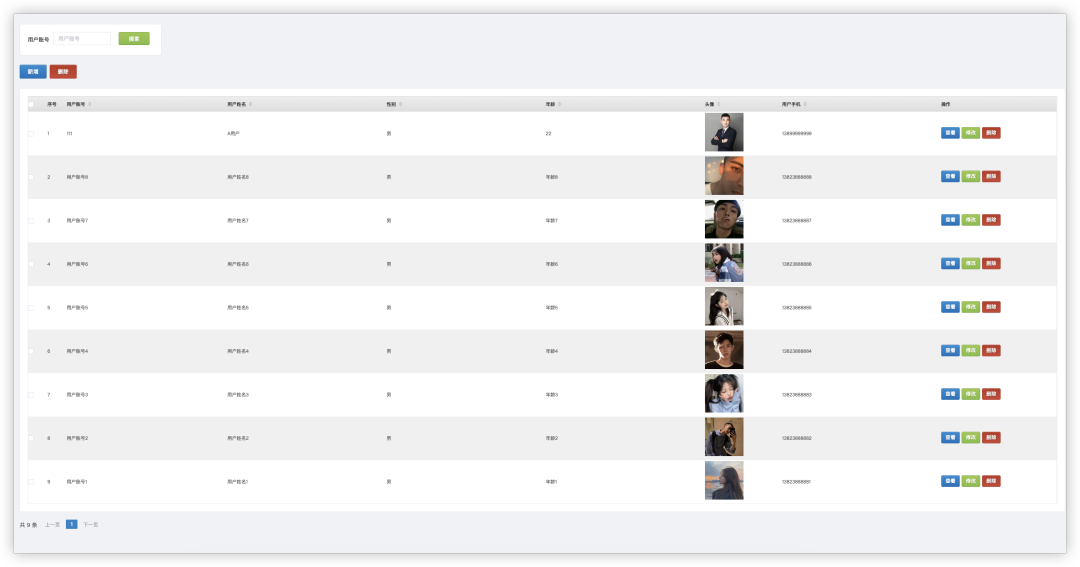 用户账号 用户账号 搜索
新增 删除
序号 用户账号 用户姓名 性别 年龄 头像 用户手机 操作
1 111 A用户 男 22 13899999999 查看 修改 删除
2 用户账号8 用户姓名8 男 年龄8 13823888888 查看 修改 删除
3 用户账号7 用户姓名7 男 年龄7 13823888887 查看 修改 删除
4 用户账号6 用户姓名6 男 年龄6 13823888886 查看 修改 删除
5 用户账号5 用户姓名5 男 年龄5 13823888885 查看 修改 删除
6 用户账号4 用户姓名4 男 年龄4 13823888884 查看 修改 删除
7 用户账号3 用户姓名3 男 年龄3 13823888883 查看 修改 删除
8 用户账号2 用户姓名2 男 年龄2 13823888882 查看 修改 删除
9 用户账号1 用户姓名1 男 年龄1 13823888881 查看 修改 删除
共 9 条 上一页 1 下一页